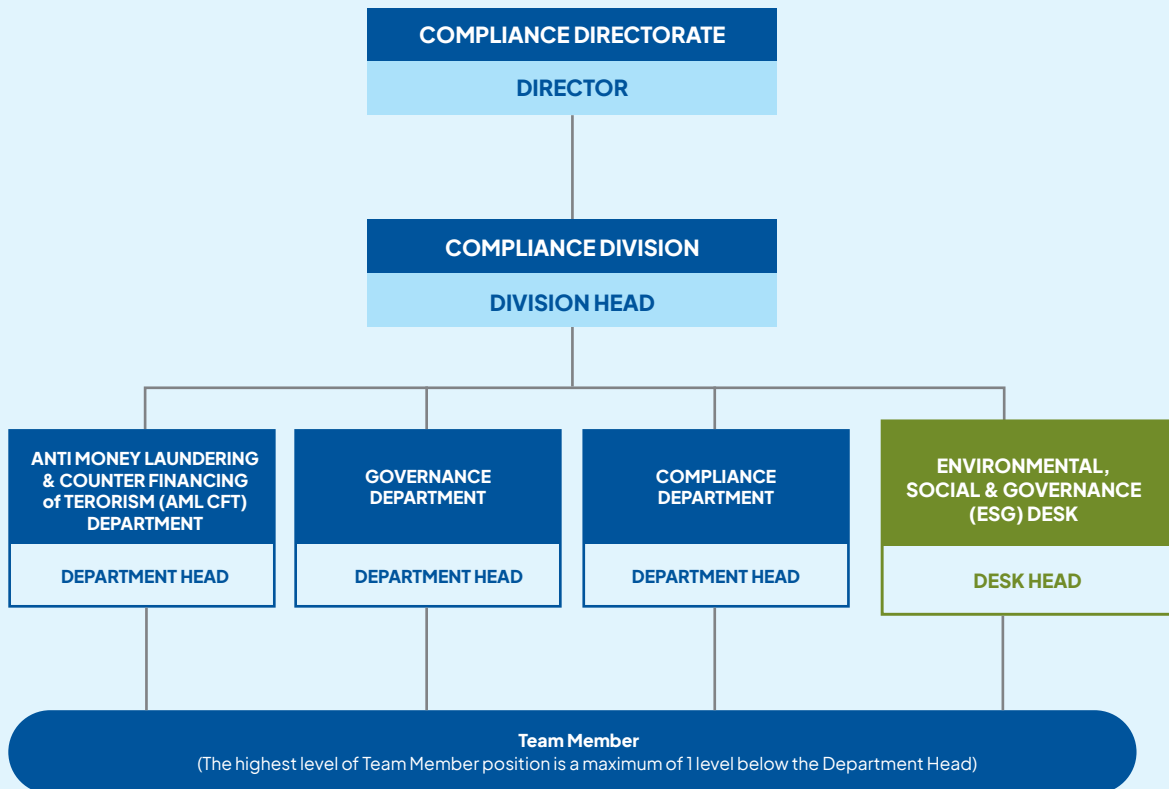 COMPLIANCE DIRECTORATE
DIRECTOR
COMPLIANCE DIVISION
DIVISION HEAD
ANTI MONEY LAUNDERING
& COUNTER FINANCING
of TERORISM (AML CFT)
DEPARTMENT
DEPARTMENT HEAD
GOVERNANCE
DEPARTMENT
DEPARTMENT HEAD
COMPLIANCE
DEPARTMENT
DEPARTMENT HEAD
ENVIRONMENTAL,
SOCIAL & GOVERNANCE
(ESG) DESK
DESK HEAD
Team Member
(The highest level of Team Member position is a maximum of 1 level below the Department Head)